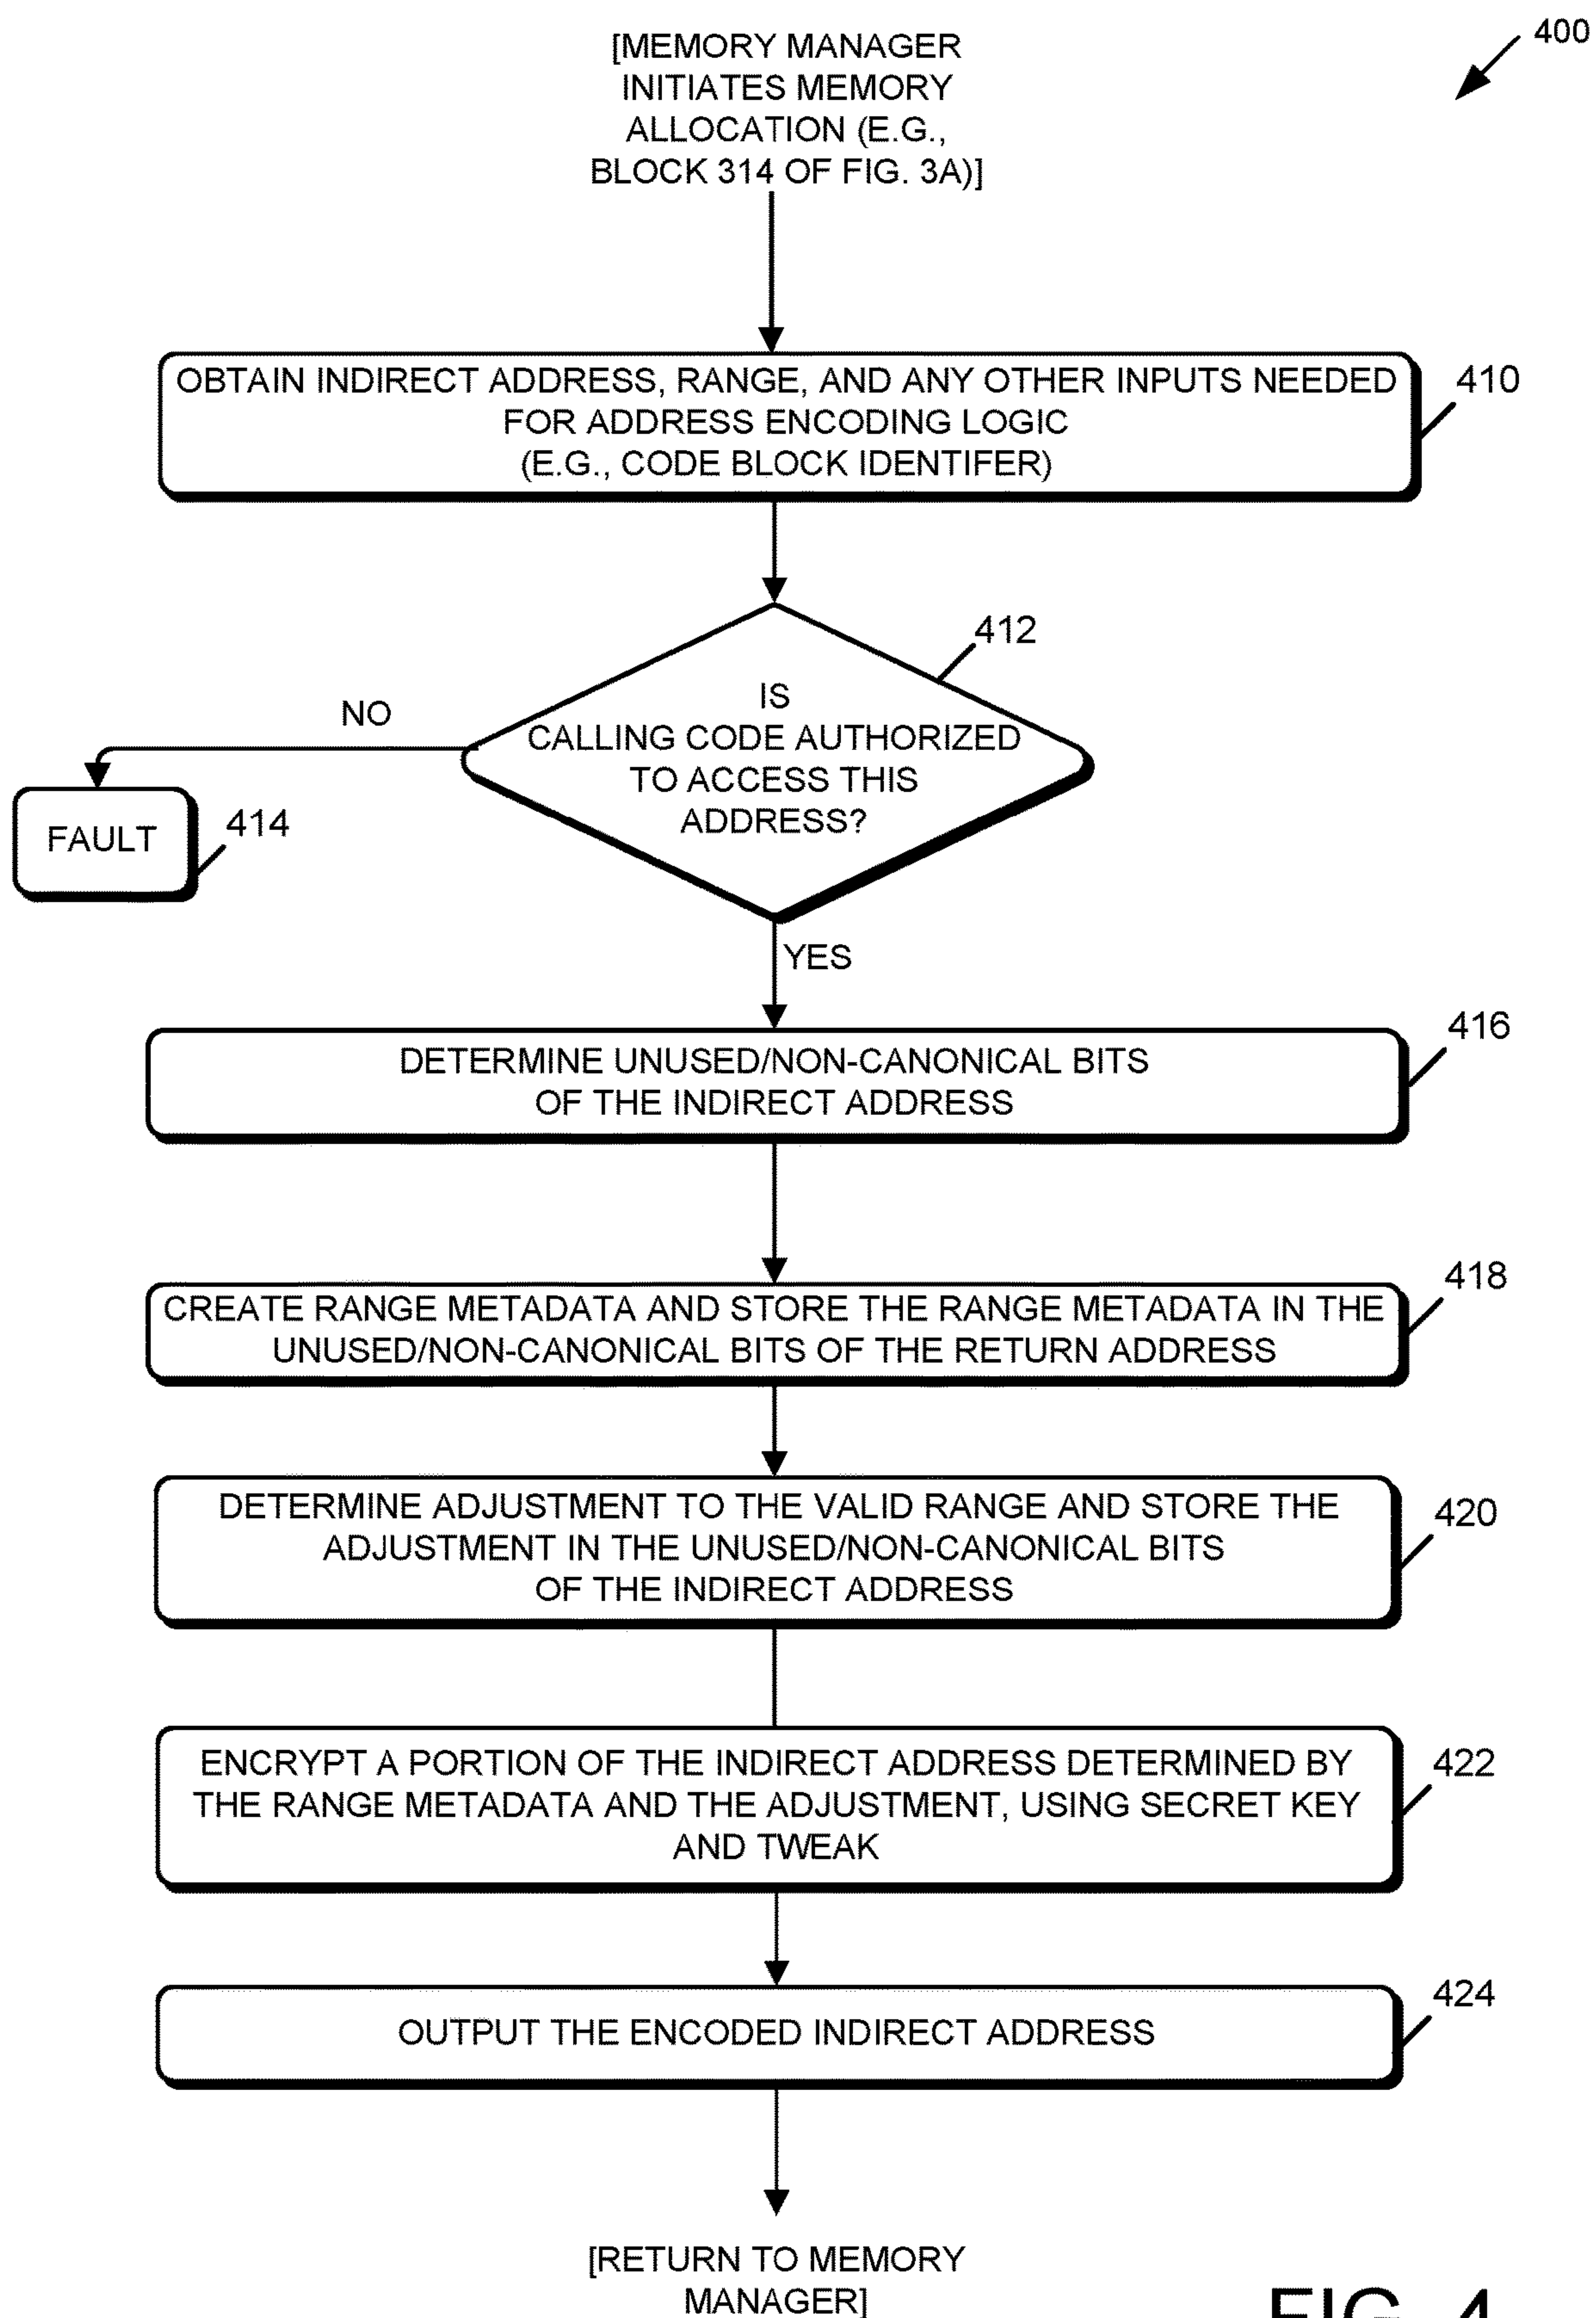 400
[MEMORY MANAGER
INITIATES MEMORY
ALLOCATION (E.G.,
BLOCK 314 OF FIG. 3A)]
OBTAIN INDIRECT ADDRESS, RANGE, AND ANY OTHER INPUTS NEEDED
FOR ADDRESS ENCODING LOGIC
(E.G., CODE BLOCK IDENTIFER)
410
412
IS
CALLING CODE AUTHORIZED
TO ACCESS THIS
ADDRESS?
NO
FAULT
414
YES
DETERMINE UNUSED/NON-CANONICAL BITS
OF THE INDIRECT ADDRESS
416
CREATE RANGE METADATA AND STORE THE RANGE METADATA IN THE
UNUSED/NON-CANONICAL BITS OF THE RETURN ADDRESS
418
DETERMINE ADJUSTMENT TO THE VALID RANGE AND STORE THE
ADJUSTMENT IN THE UNUSED/NON-CANONICAL BITS
OF THE INDIRECT ADDRESS
420
ENCRYPT A PORTION OF THE INDIRECT ADDRESS DETERMINED BY
THE RANGE METADATA AND THE ADJUSTMENT, USING SECRET KEY
AND TWEAK
422
OUTPUT THE ENCODED INDIRECT ADDRESS
424
[RETURN TO MEMORY
MANAGER]
FIG. 4